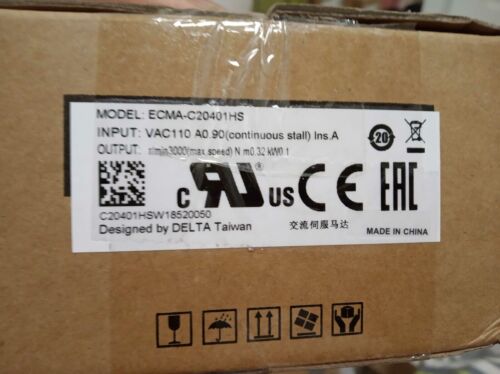 MODEL: ECMA-C20401HS
INPUT: VAC110 A0.90(continuous stall) Ins.A
OUTPUT: r/min3000(max.speed) N m0.32 kW0.1
20
c RU US CE EAC
C20401HSW18520050
Designed by DELTA Taiwan
交流伺服马达
MADE IN CHINA